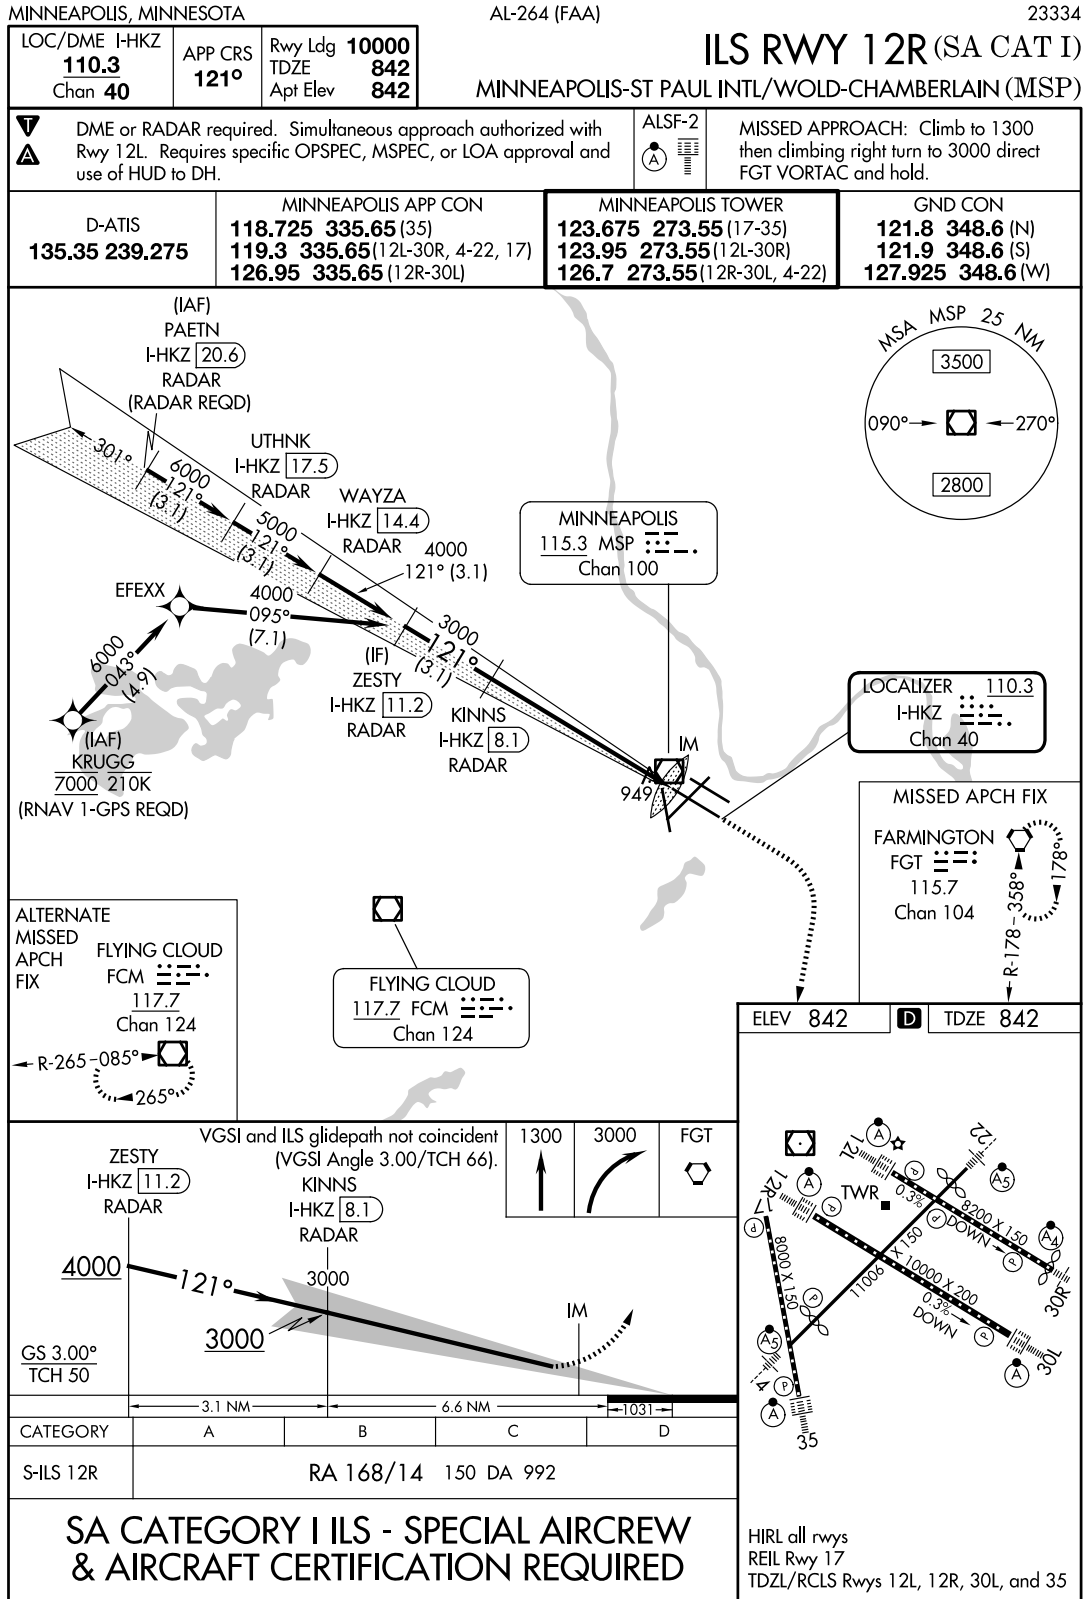 MINNEAPOLIS, MINNESOTA
AL-264 (FAA)
23334
LOC/DME I-HKZ
110.3
Chan 40
APP CRS
121°
Rwy Ldg 10000
TDZE 842
Apt Elev 842
ILS RWY 12R (SA CAT I)
MINNEAPOLIS-ST PAUL INTL/WOLD-CHAMBERLAIN (MSP)
T
A
DME or RADAR required. Simultaneous approach authorized with
Rwy 12L. Requires specific OPSPEC, MSPEC, or LOA approval and
use of HUD to DH.
ALSF-2
A
MISSED APPROACH: Climb to 1300
then climbing right turn to 3000 direct
FGT VORTAC and hold.
D-ATIS
135.35 239.275
MINNEAPOLIS APP CON
118.725 335.65 (35)
119.3 335.65 (12L-30R, 4-22, 17)
126.95 335.65 (12R-30L)
MINNEAPOLIS TOWER
123.675 273.55 (17-35)
123.95 273.55 (12L-30R)
126.7 273.55 (12R-30L, 4-22)
GND CON
121.8 348.6 (N)
121.9 348.6 (S)
127.925 348.6 (W)
(IAF)
PAETN
I-HKZ 20.6
RADAR
(RADAR REQD)
MSA MSP 25 NM
3500
090°
270°
2800
301°
6000
121°
(3.1)
UTHNK
I-HKZ 17.5
RADAR
5000
121°
(3.1)
WAYZA
I-HKZ 14.4
RADAR
4000
121° (3.1)
MINNEAPOLIS
115.3 MSP
Chan 100
EFEXX
4000
095°
(7.1)
6000
043°
(4.9)
3000
121°
(3.1)
(IF)
ZESTY
I-HKZ 11.2
RADAR
KINNS
I-HKZ 8.1
RADAR
(IAF)
KRUGG
7000 210K
(RNAV 1-GPS REQD)
LOCALIZER 110.3
I-HKZ
Chan 40
IM
949
MISSED APCH FIX
FARMINGTON
FGT
115.7
Chan 104
R-178
358°
178°
ALTERNATE
MISSED
APCH
FIX
FLYING CLOUD
FCM
117.7
Chan 124
R-265
085°
265°
FLYING CLOUD
117.7 FCM
Chan 124
ELEV 842
D
TDZE 842
VGSI and ILS glidepath not coincident
(VGSI Angle 3.00/TCH 66).
1300
3000
FGT
ZESTY
I-HKZ 11.2
RADAR
KINNS
I-HKZ 8.1
RADAR
4000
121°
3000
3000
IM
GS 3.00°
TCH 50
3.1 NM
6.6 NM
1031
CATEGORY
A
B
C
D
S-ILS 12R
RA 168/14 150 DA 992
SA CATEGORY I ILS - SPECIAL AIRCREW
& AIRCRAFT CERTIFICATION REQUIRED
12L
A
22
A5
P
12R
A
17
P
P
TWR
0.3%
DOWN
P
P
8200 X 150
A4
30R
8000 X 150
11006 X 150
10000 X 200
0.3%
DOWN
P
30L
A
P
A5
4
P
A
35
HIRL all rwys
REIL Rwy 17
TDZL/RCLS Rwys 12L, 12R, 30L, and 35